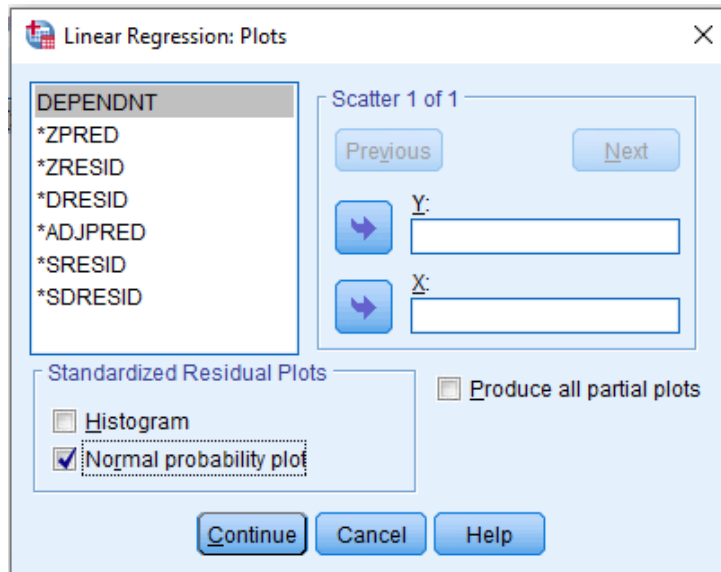 Linear Regression: Plots
DEPENDNT
*ZPRED
*ZRESID
*DRESID
*ADJPRED
*SRESID
*SDRESID
Scatter 1 of 1
Previous
Next
Y:
X:
Standardized Residual Plots
Histogram
Normal probability plot
Produce all partial plots
Continue
Cancel
Help